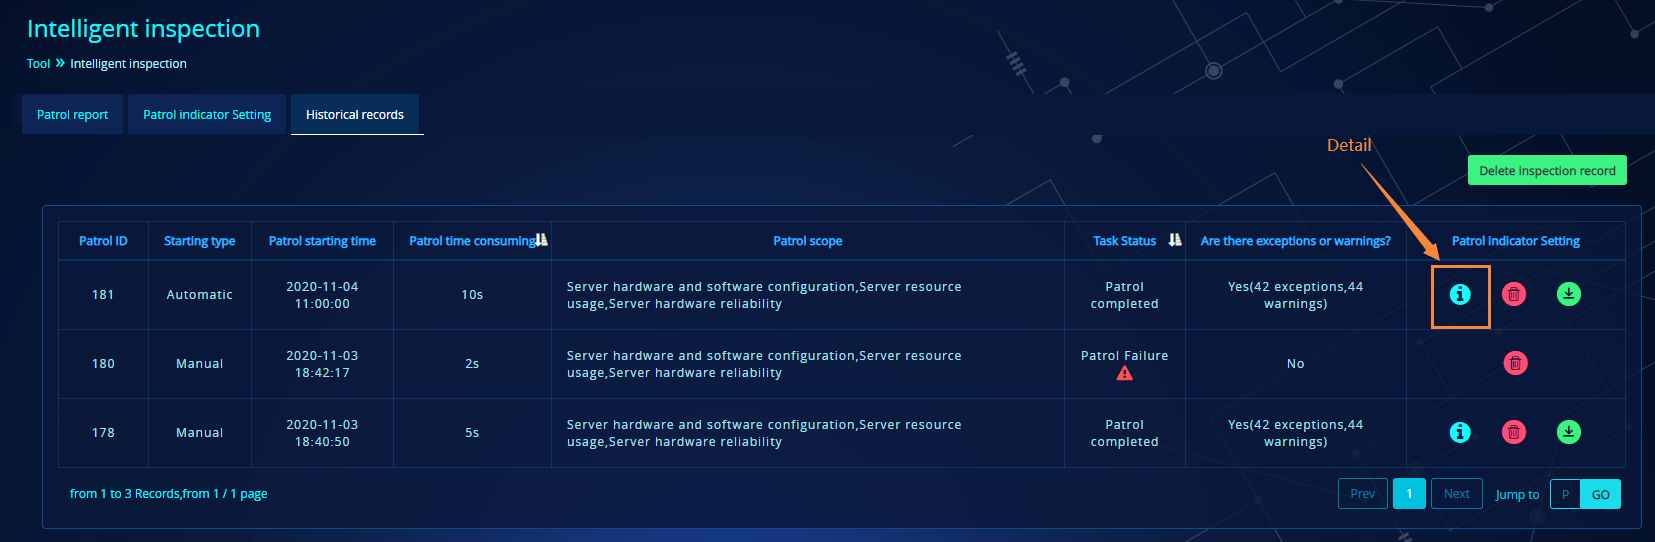 Intelligent inspection
Tool » Intelligent inspection
Patrol report
Patrol indicator Setting
Historical records
Detail
Delete inspection record
Patrol ID
Starting type
Patrol starting time
Patrol time consuming
Patrol scope
Task Status
Are there exceptions or warnings?
Patrol indicator Setting
181
Automatic
2020-11-04
11:00:00
10s
Server hardware and software configuration,Server resource
usage,Server hardware reliability
Patrol
completed
Yes(42 exceptions,44
warnings)
180
Manual
2020-11-03
18:42:17
2s
Server hardware and software configuration,Server resource
usage,Server hardware reliability
Patrol Failure
No
178
Manual
2020-11-03
18:40:50
5s
Server hardware and software configuration,Server resource
usage,Server hardware reliability
Patrol
completed
Yes(42 exceptions,44
warnings)
from 1 to 3 Records,from 1 / 1 page
Prev
1
Next
Jump to
P
GO